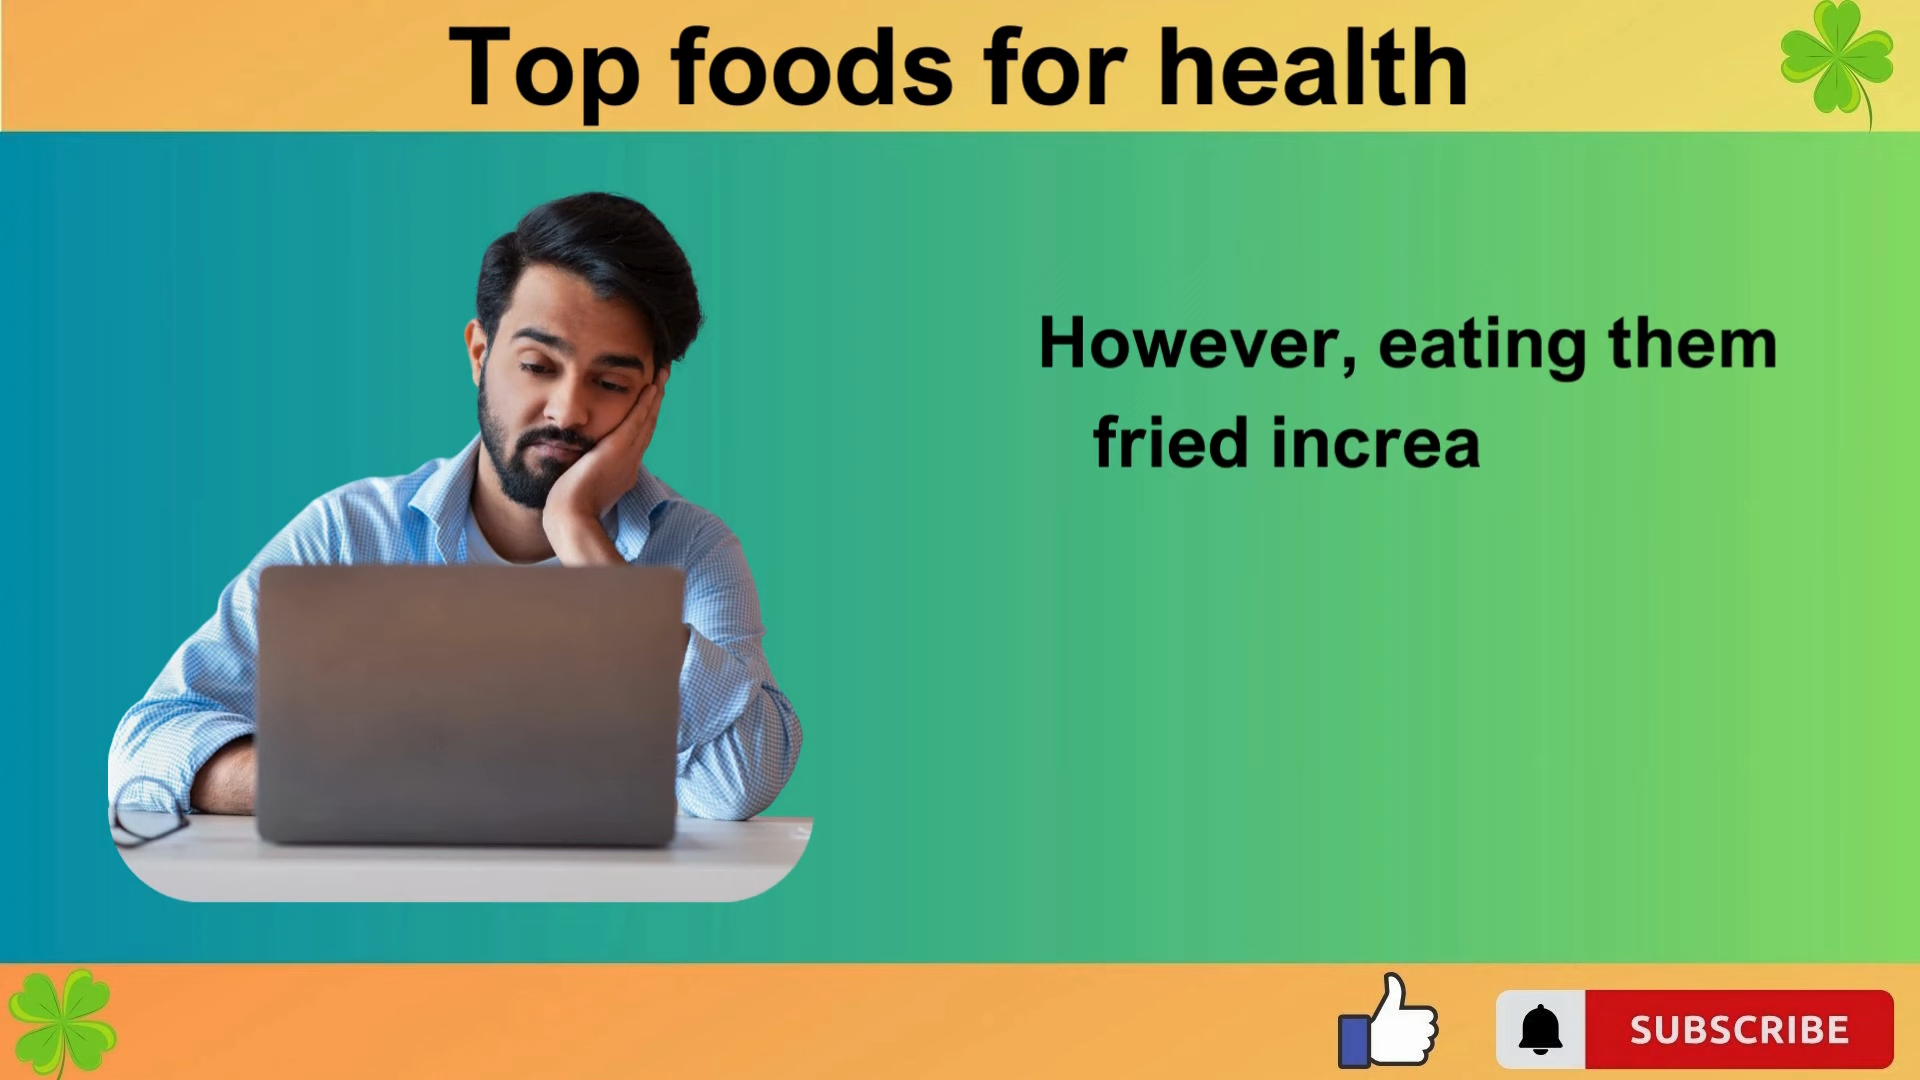 Top foods for health
However, eating them
fried increa
SUBSCRIBE